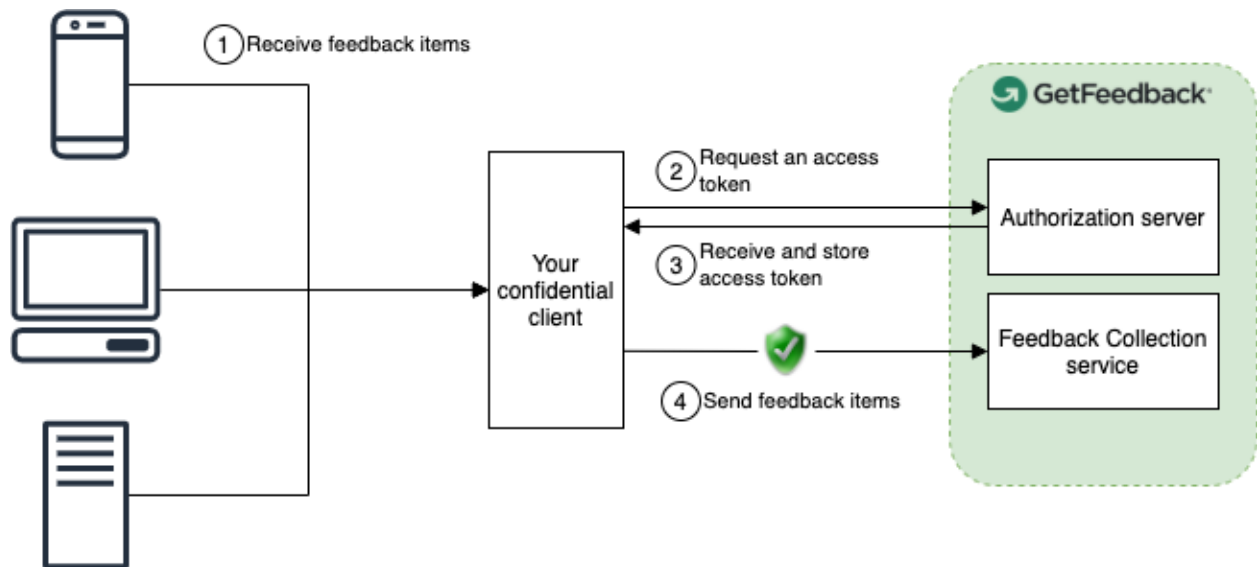 1 Receive feedback items
GetFeedback
2 Request an access
token
Authorization server
3 Receive and store
access token
Your
confidential
client
Feedback Collection
service
4 Send feedback items